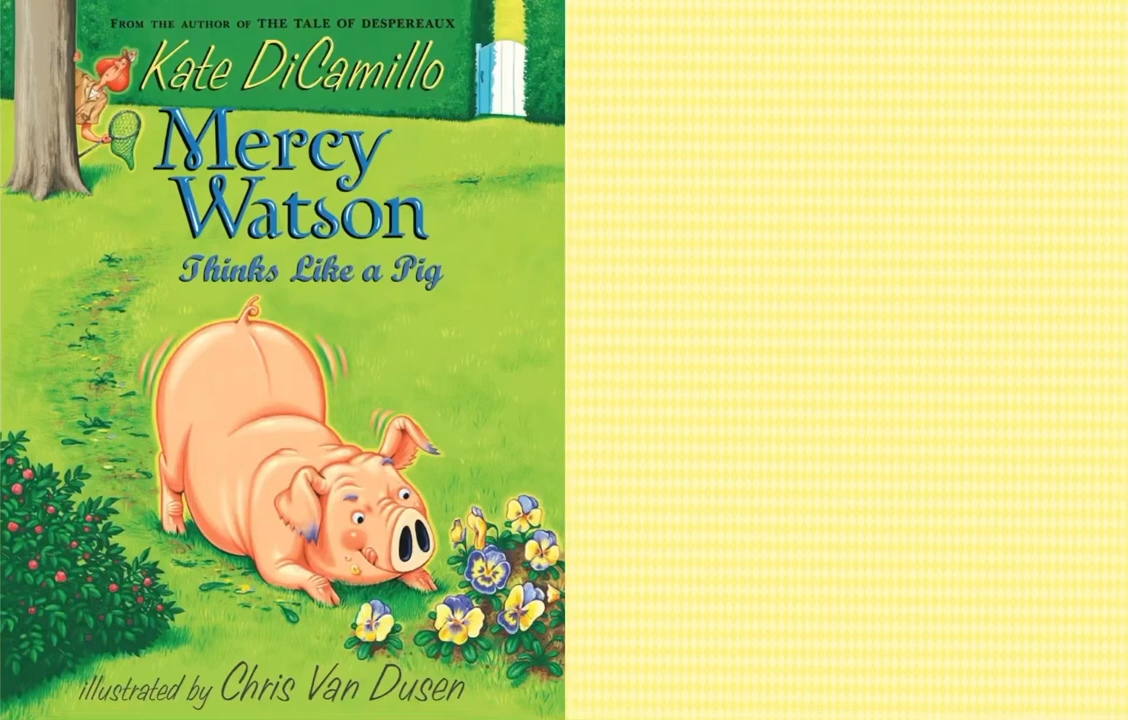 FROM THE AUTHOR OF THE TALE OF DESPEREAUX
Kate DiCamillo
Mercy
Watson
Thinks Like a Pig
illustrated by Chris Van Dusen